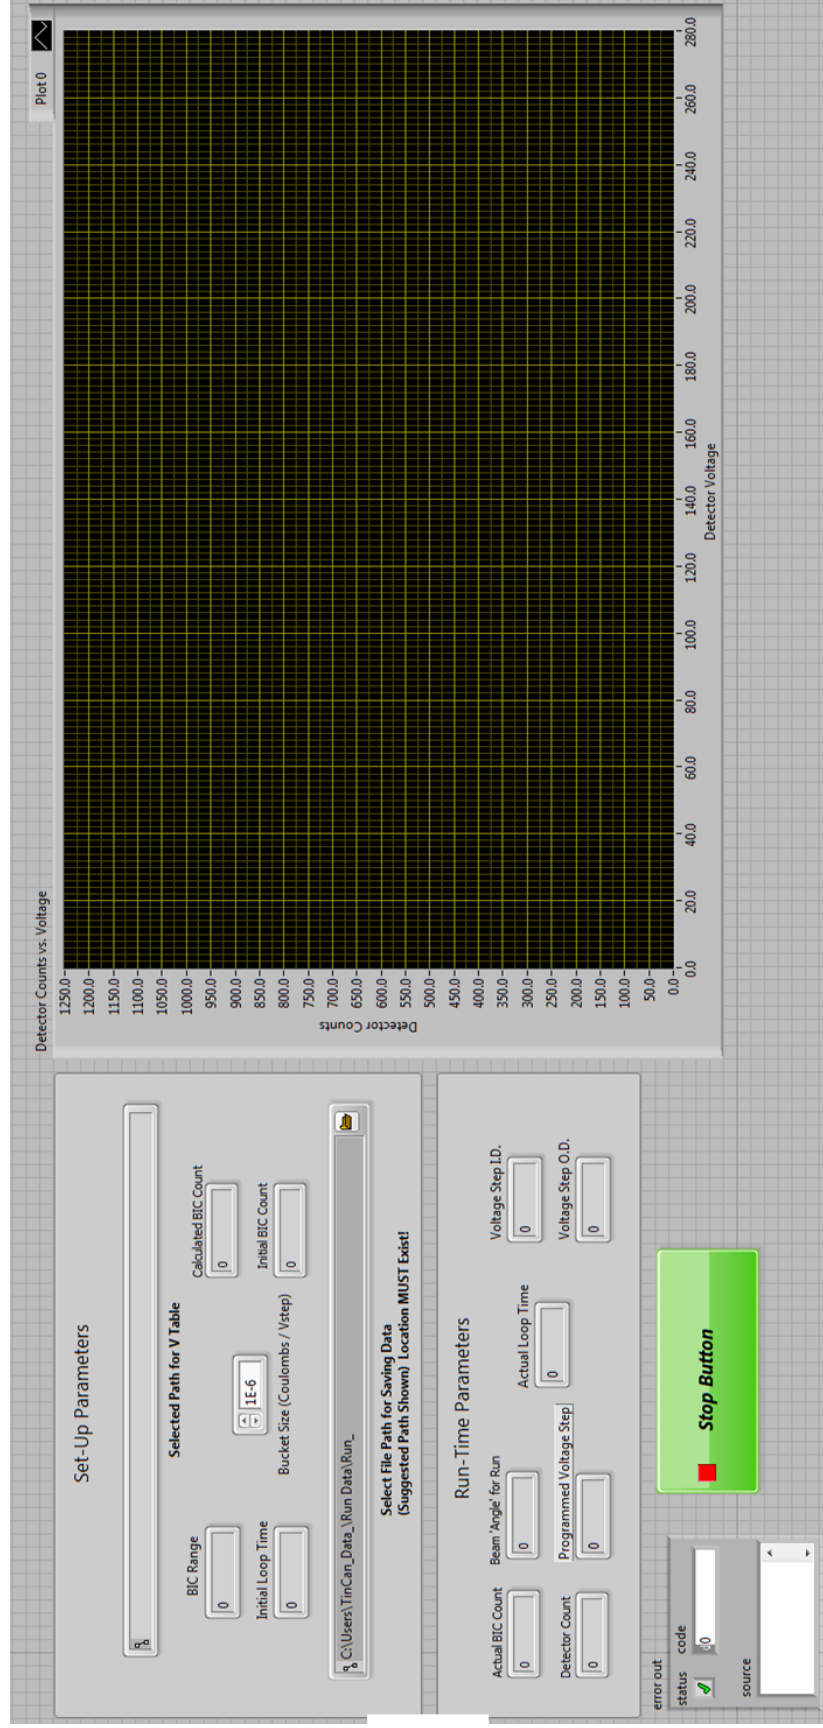 Set-Up Parameters
Selected Path for V Table
BIC Range
0
Calculated BIC Count
0
1E-6
Initial Loop Time
0
Bucket Size (Coulombs / Vstep)
Initial BIC Count
0
C:\Users\TinCan_Data_\Run Data\Run_
Select File Path for Saving Data
(Suggested Path Shown) Location MUST Exist!
Run-Time Parameters
Actual BIC Count
0
Beam 'Angle' for Run
0
Actual Loop Time
0
Voltage Step I.D.
0
Detector Count
0
Programmed Voltage Step
0
Voltage Step O.D.
0
error out
status code
0
source
Stop Button
Detector Counts vs. Voltage
Plot 0
1250.0
1200.0
1150.0
1100.0
1050.0
1000.0
950.0
900.0
850.0
800.0
750.0
700.0
650.0
600.0
550.0
500.0
450.0
400.0
350.0
300.0
250.0
200.0
150.0
100.0
50.0
0.0
Detector Counts
0.0 20.0 40.0 60.0 80.0 100.0 120.0 140.0 160.0 180.0 200.0 220.0 240.0 260.0 280.0
Detector Voltage